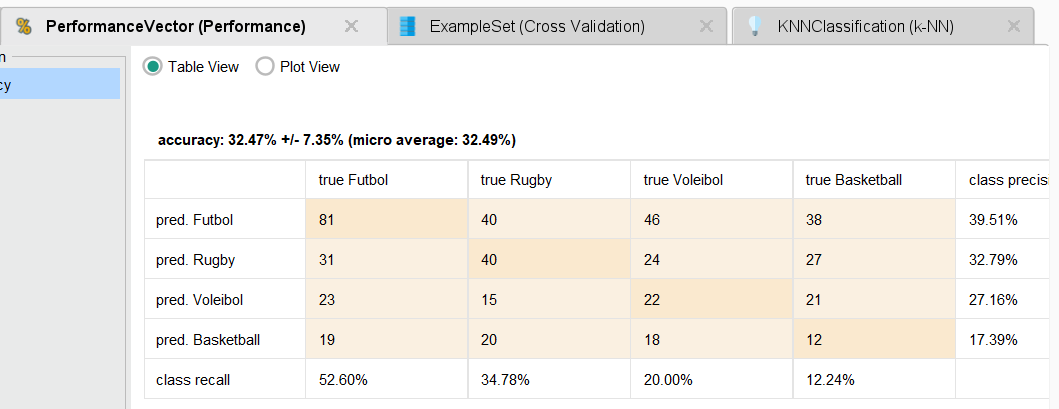 PerformanceVector (Performance) ExampleSet (Cross Validation) KNNClassification (k-NN)
n
cy
Table View Plot View
accuracy: 32.47% +/- 7.35% (micro average: 32.49%)
true Futbol true Rugby true Voleibol true Basketball class precis
pred. Futbol 81 40 46 38 39.51%
pred. Rugby 31 40 24 27 32.79%
pred. Voleibol 23 15 22 21 27.16%
pred. Basketball 19 20 18 12 17.39%
class recall 52.60% 34.78% 20.00% 12.24%